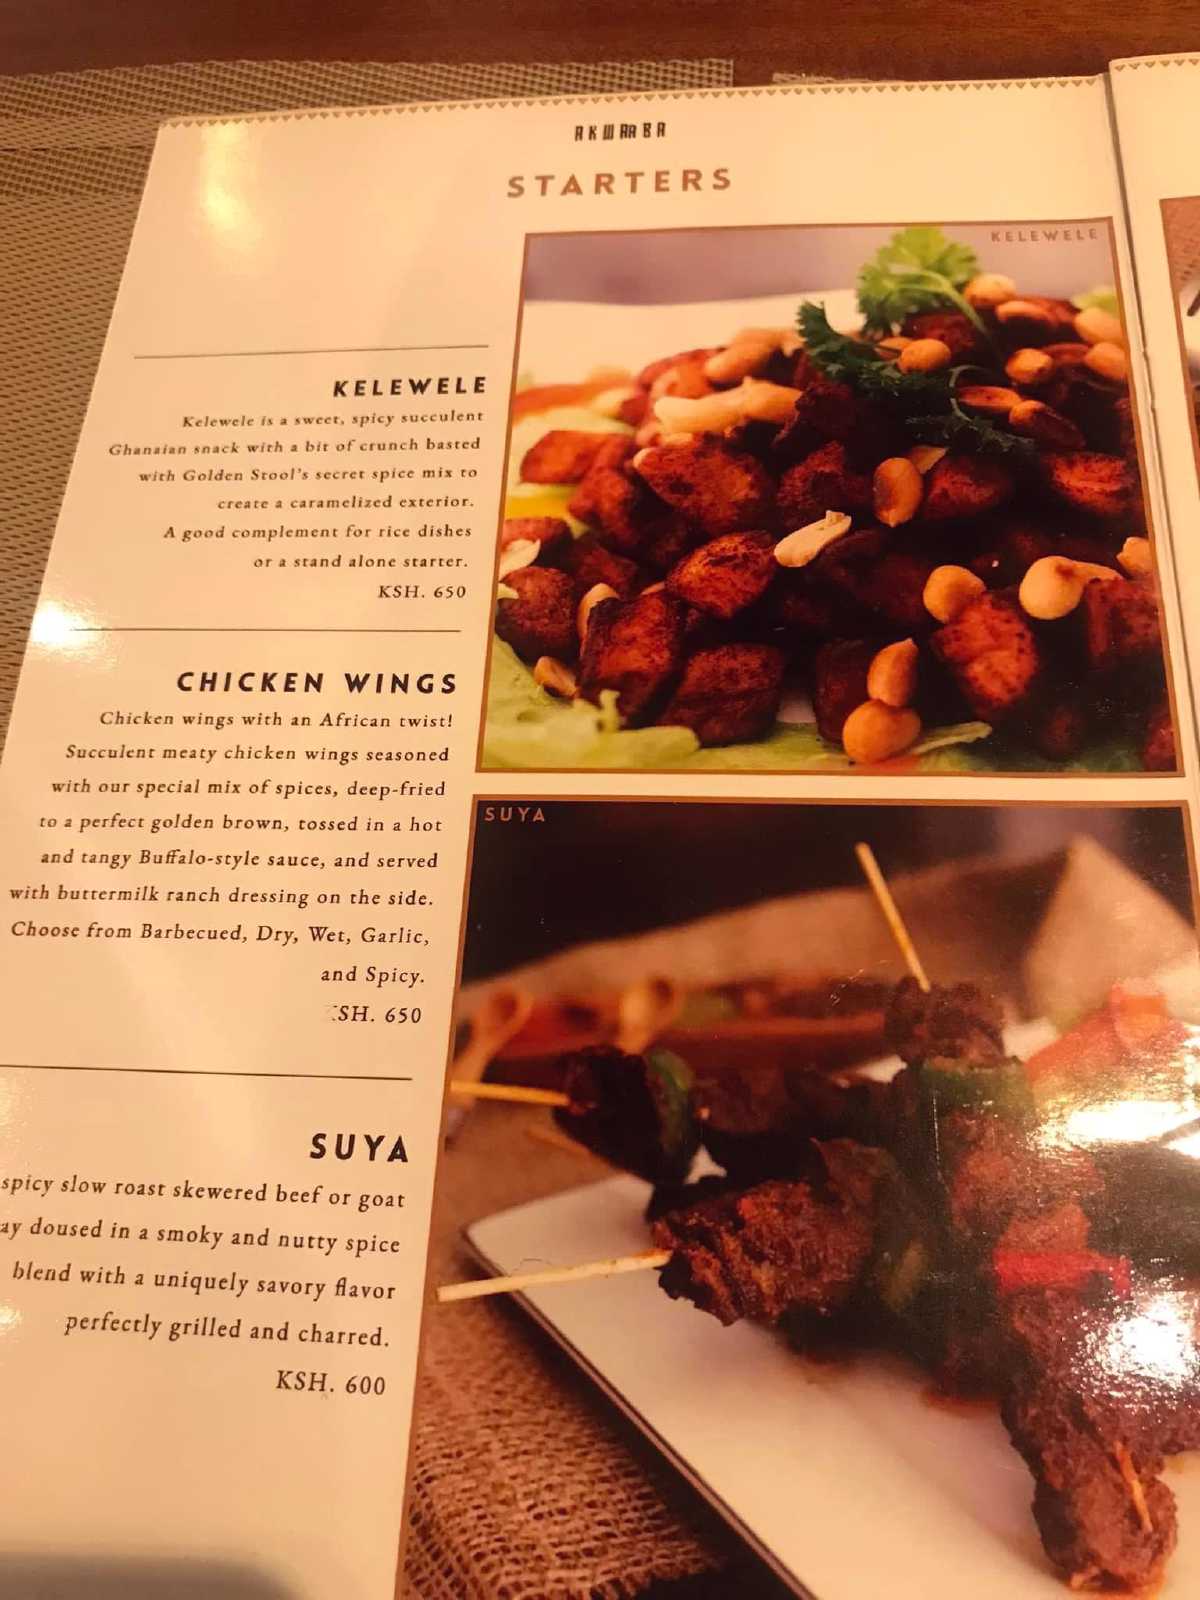 AKWAABA
STARTERS
KELEWELE
KELEWELE
Kelewele is a sweet, spicy succulent
Ghanaian snack with a bit of crunch basted
with Golden Stool's secret spice mix to
create a caramelized exterior.
A good complement for rice dishes
or a stand alone starter.
KSH. 650
CHICKEN WINGS
Chicken wings with an African twist!
Succulent meaty chicken wings seasoned
with our special mix of spices, deep-fried
to a perfect golden brown, tossed in a hot
and tangy Buffalo-style sauce, and served
with buttermilk ranch dressing on the side.
Choose from Barbecued, Dry, Wet, Garlic,
and Spicy.
KSH. 650
SUYA
SUYA
spicy slow roast skewered beef or goat
doused in a smoky and nutty spice
blend with a uniquely savory flavor
perfectly grilled and charred.
KSH. 600